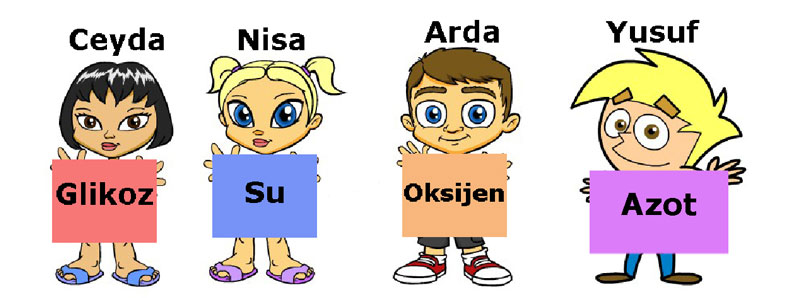 Ceyda
Nisa
Arda
Yusuf
Glikoz
Su
Oksijen
Azot